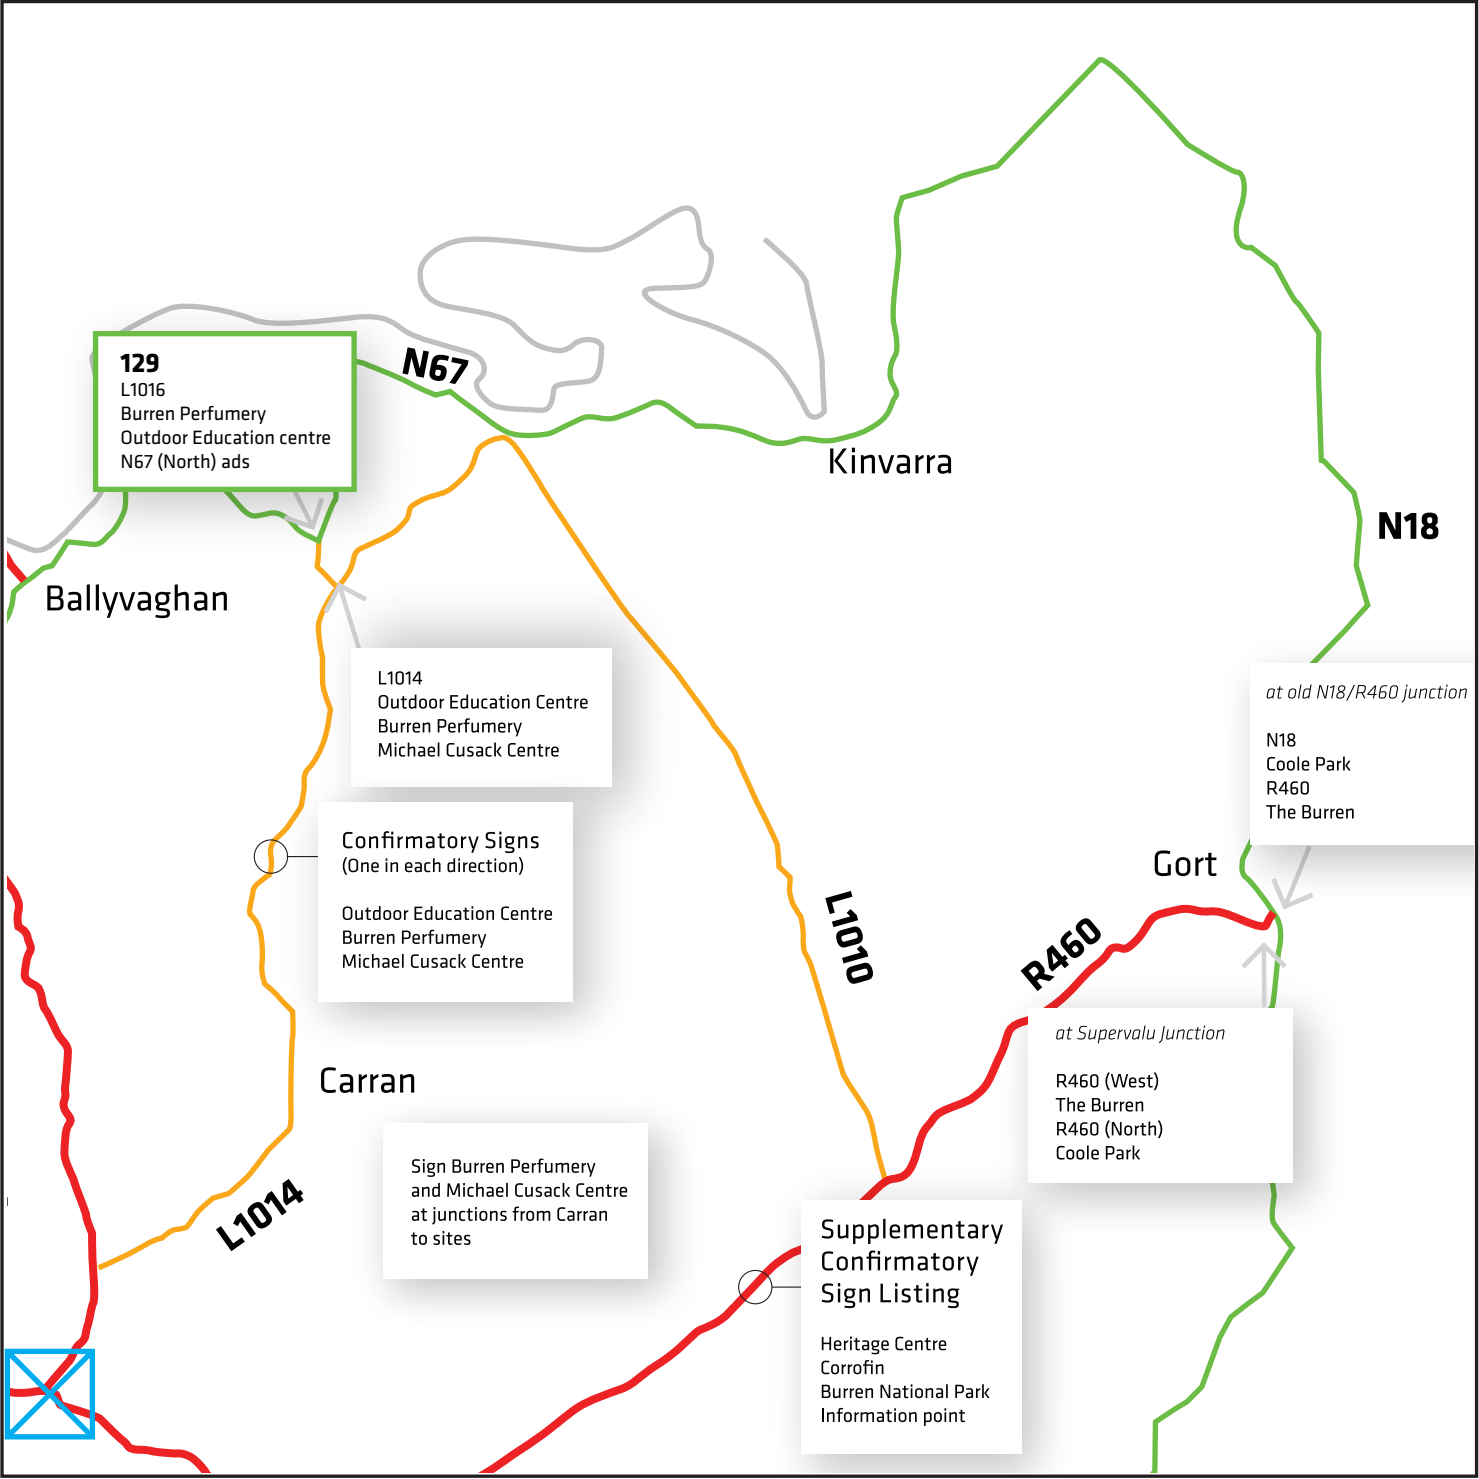 N67
129
L1016
Burren Perfumery
Outdoor Education centre
N67 (North) ads
Kinvarra
N18
Ballyvaghan
L1014
Outdoor Education Centre
Burren Perfumery
Michael Cusack Centre
at old N18/R460 junction
N18
Coole Park
R460
The Burren
Confirmatory Signs
(One in each direction)
Outdoor Education Centre
Burren Perfumery
Michael Cusack Centre
Gort
L1010
R460
at Supervalu Junction
R460 (West)
The Burren
R460 (North)
Coole Park
Carran
Sign Burren Perfumery
and Michael Cusack Centre
at junctions from Carran
to sites
L1014
Supplementary
Confirmatory
Sign Listing
Heritage Centre
Corrofin
Burren National Park
Information point